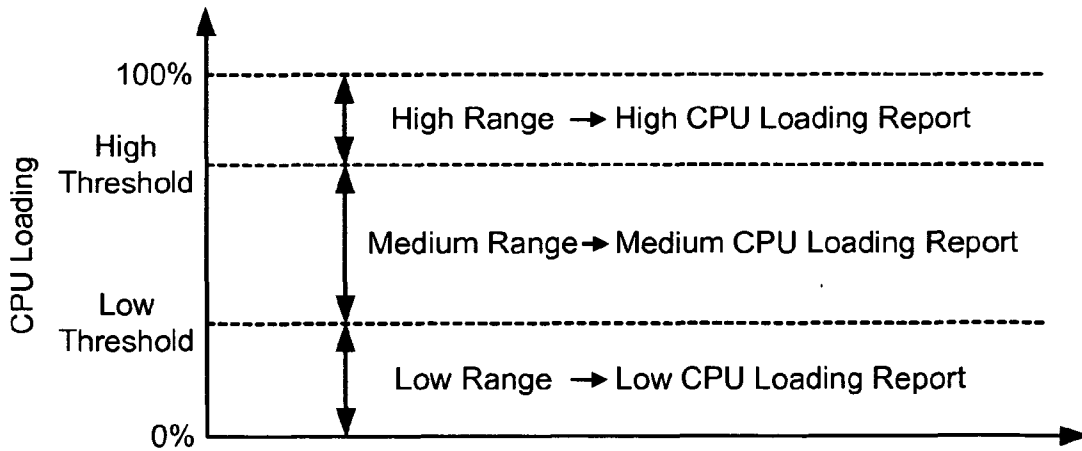 100%
High Range → High CPU Loading Report
High
Threshold
Medium Range → Medium CPU Loading Report
CPU Loading
Low
Threshold
Low Range → Low CPU Loading Report
0%